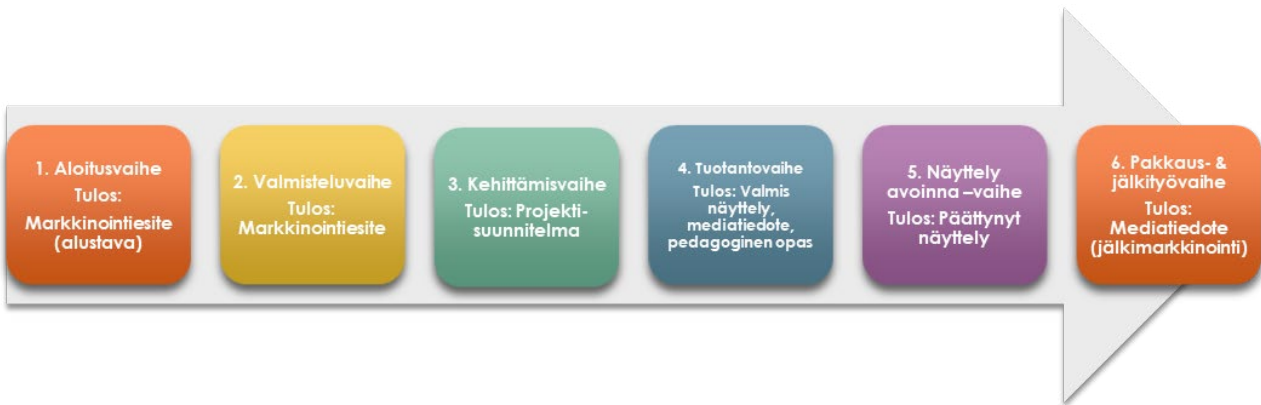 1. Aloitusvaihe
Tulos:
Markkinointiesite
(alustava)
2. Valmisteluvaihe
Tulos:
Markkinointiesite
3. Kehittämisvaihe
Tulos: Projekti-
suunnitelma
4. Tuotantovaihe
Tulos: Valmis
näyttely,
mediatiedote,
pedagoginen opas
5. Näyttely
avoinna –vaihe
Tulos: Päättynyt
näyttely
6. Pakkaus- &
jälkityövaihe
Tulos:
Mediatiedote
(jälkimarkkinointi)